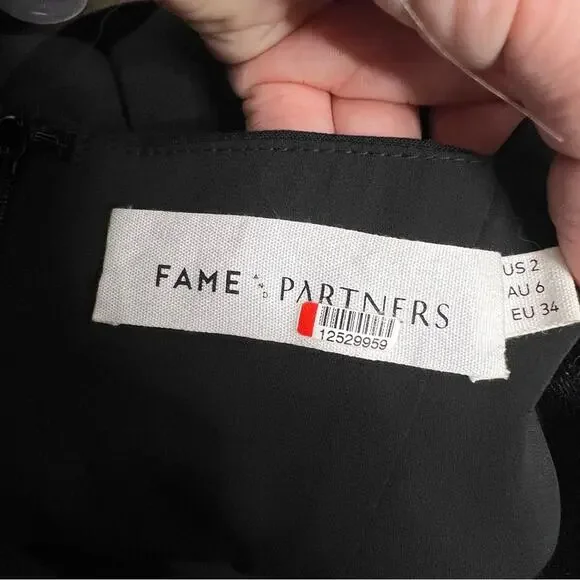 FAME AND PARTNERS
12529959
US 2
AU 6
EU 34